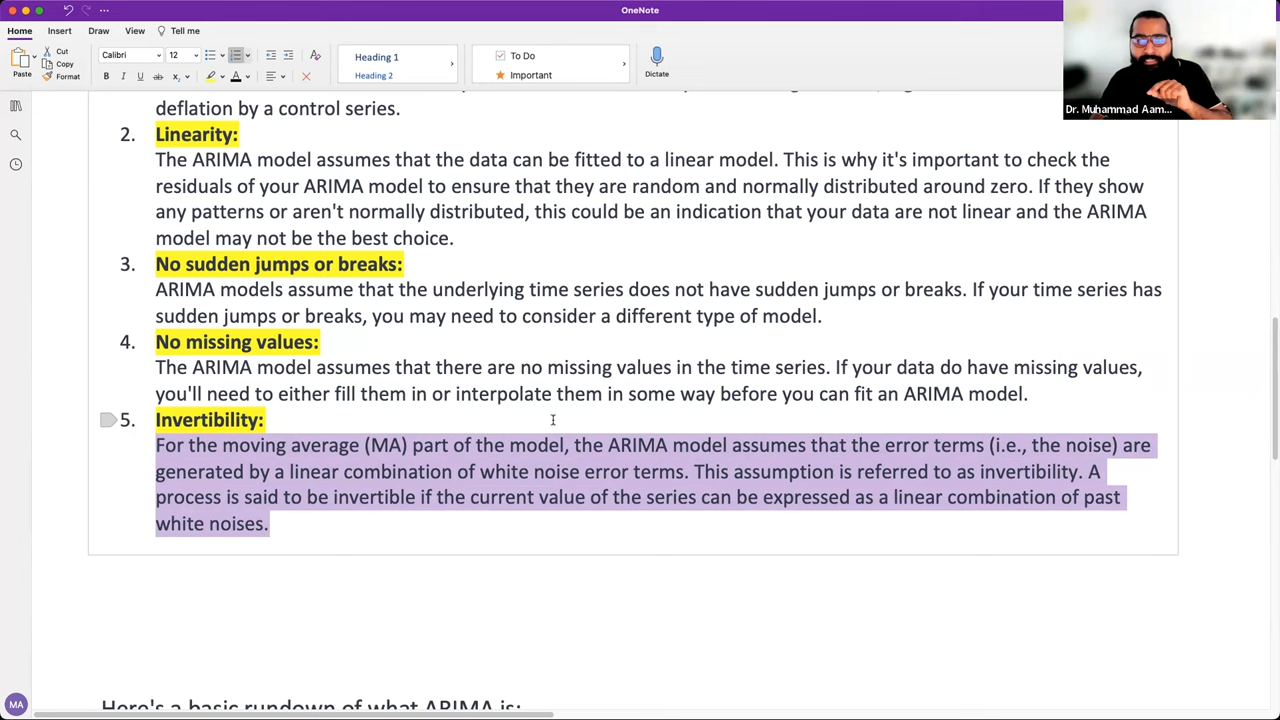 OneNote
Home Insert Draw View Tell me
Paste Cut Copy Format Calibri 12 B I U ab x A A Heading 1 Heading 2 To Do Important Dictate
Dr. Muhammad Aam...
deflation by a control series.
2. Linearity:
The ARIMA model assumes that the data can be fitted to a linear model. This is why it's important to check the
residuals of your ARIMA model to ensure that they are random and normally distributed around zero. If they show
any patterns or aren't normally distributed, this could be an indication that your data are not linear and the ARIMA
model may not be the best choice.
3. No sudden jumps or breaks:
ARIMA models assume that the underlying time series does not have sudden jumps or breaks. If your time series has
sudden jumps or breaks, you may need to consider a different type of model.
4. No missing values:
The ARIMA model assumes that there are no missing values in the time series. If your data do have missing values,
you'll need to either fill them in or interpolate them in some way before you can fit an ARIMA model.
5. Invertibility:
For the moving average (MA) part of the model, the ARIMA model assumes that the error terms (i.e., the noise) are
generated by a linear combination of white noise error terms. This assumption is referred to as invertibility. A
process is said to be invertible if the current value of the series can be expressed as a linear combination of past
white noises.
Here's a basic rundown of what ARIMA is:
MA